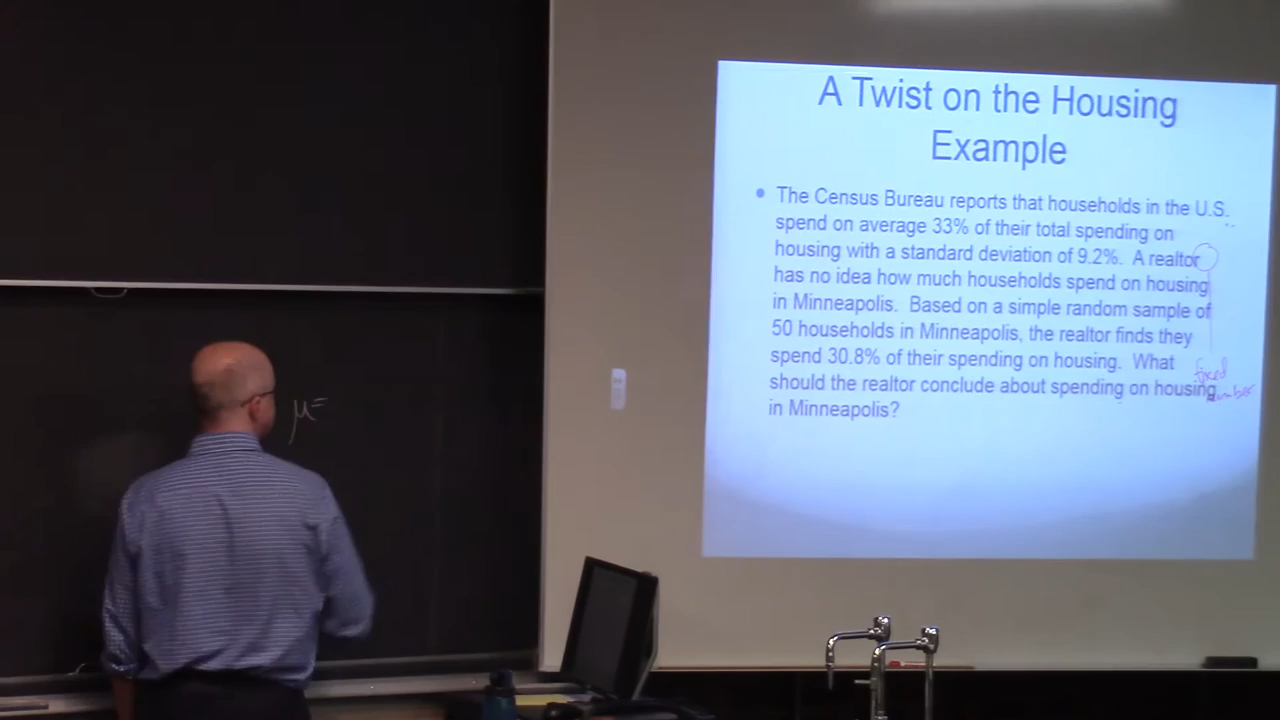 A Twist on the Housing
Example
• The Census Bureau reports that households in the U.S.
spend on average 33% of their total spending on
housing with a standard deviation of 9.2%. A realtor
has no idea how much households spend on housing
in Minneapolis. Based on a simple random sample of
50 households in Minneapolis, the realtor finds they
spend 30.8% of their spending on housing. What
should the realtor conclude about spending on housing
in Minneapolis?
fixed
μ=